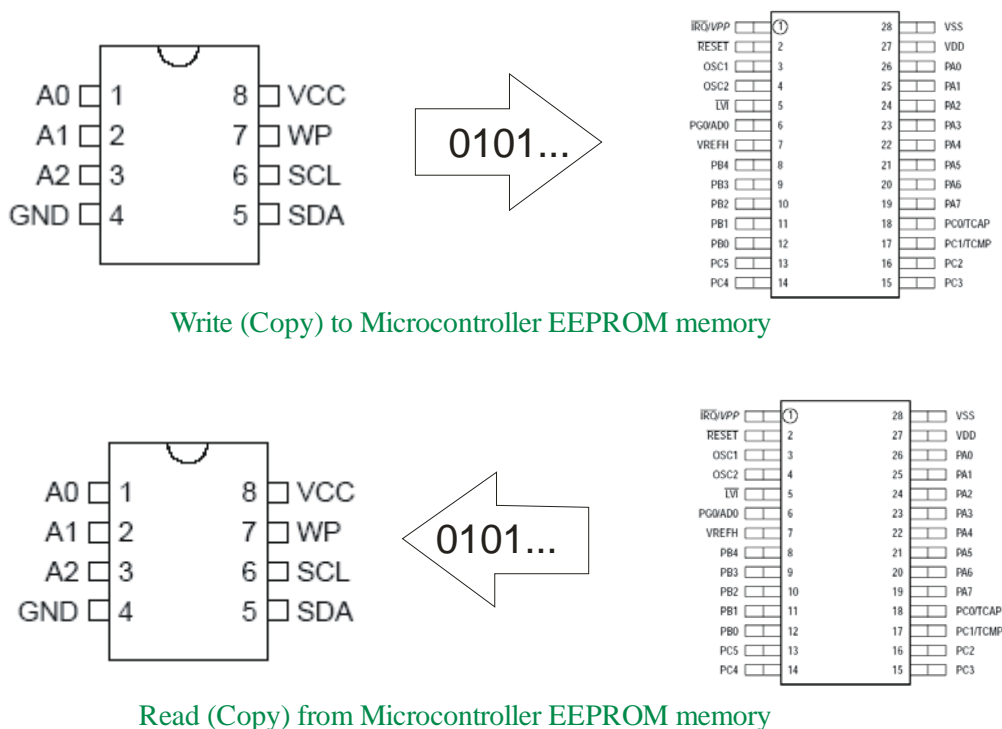 A0 1 8 VCC
A1 2 7 WP
A2 3 6 SCL
GND 4 5 SDA
0101...
IRQ/VPP 1 28 VSS
RESET 2 27 VDD
OSC1 3 26 PA0
OSC2 4 25 PA1
LVI 5 24 PA2
PG0/AD0 6 23 PA3
VREFH 7 22 PA4
PB4 8 21 PA5
PB3 9 20 PA6
PB2 10 19 PA7
PB1 11 18 PC0/TCAP
PB0 12 17 PC1/TCMP
PC5 13 16 PC2
PC4 14 15 PC3
Write (Copy) to Microcontroller EEPROM memory
A0 1 8 VCC
A1 2 7 WP
A2 3 6 SCL
GND 4 5 SDA
0101...
IRQ/VPP 1 28 VSS
RESET 2 27 VDD
OSC1 3 26 PA0
OSC2 4 25 PA1
LVI 5 24 PA2
PG0/AD0 6 23 PA3
VREFH 7 22 PA4
PB4 8 21 PA5
PB3 9 20 PA6
PB2 10 19 PA7
PB1 11 18 PC0/TCAP
PB0 12 17 PC1/TCMP
PC5 13 16 PC2
PC4 14 15 PC3
Read (Copy) from Microcontroller EEPROM memory